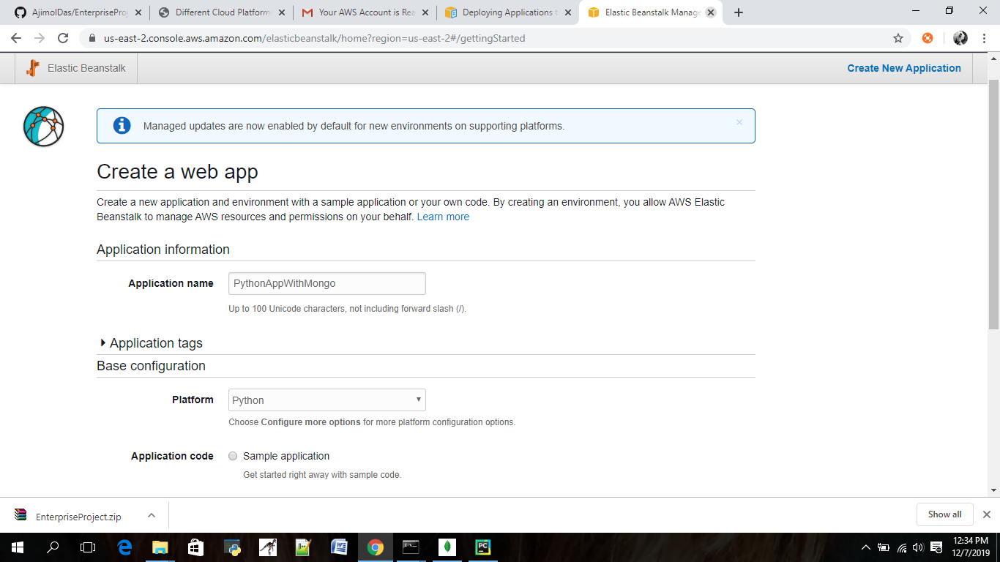 AjimolDas/EnterpriseProj
Different Cloud Platform
Your AWS Account is Rea
Deploying Applications t
Elastic Beanstalk Manage
us-east-2.console.aws.amazon.com/elasticbeanstalk/home?region=us-east-2#/gettingStarted
Elastic Beanstalk
Create New Application
Managed updates are now enabled by default for new environments on supporting platforms.
Create a web app
Create a new application and environment with a sample application or your own code. By creating an environment, you allow AWS Elastic
Beanstalk to manage AWS resources and permissions on your behalf. Learn more
Application information
Application name
PythonAppWithMongo
Up to 100 Unicode characters, not including forward slash (/).
Application tags
Base configuration
Platform
Python
Choose Configure more options for more platform configuration options.
Application code
Sample application
Get started right away with sample code.
EnterpriseProject.zip
Show all
12:34 PM
12/7/2019